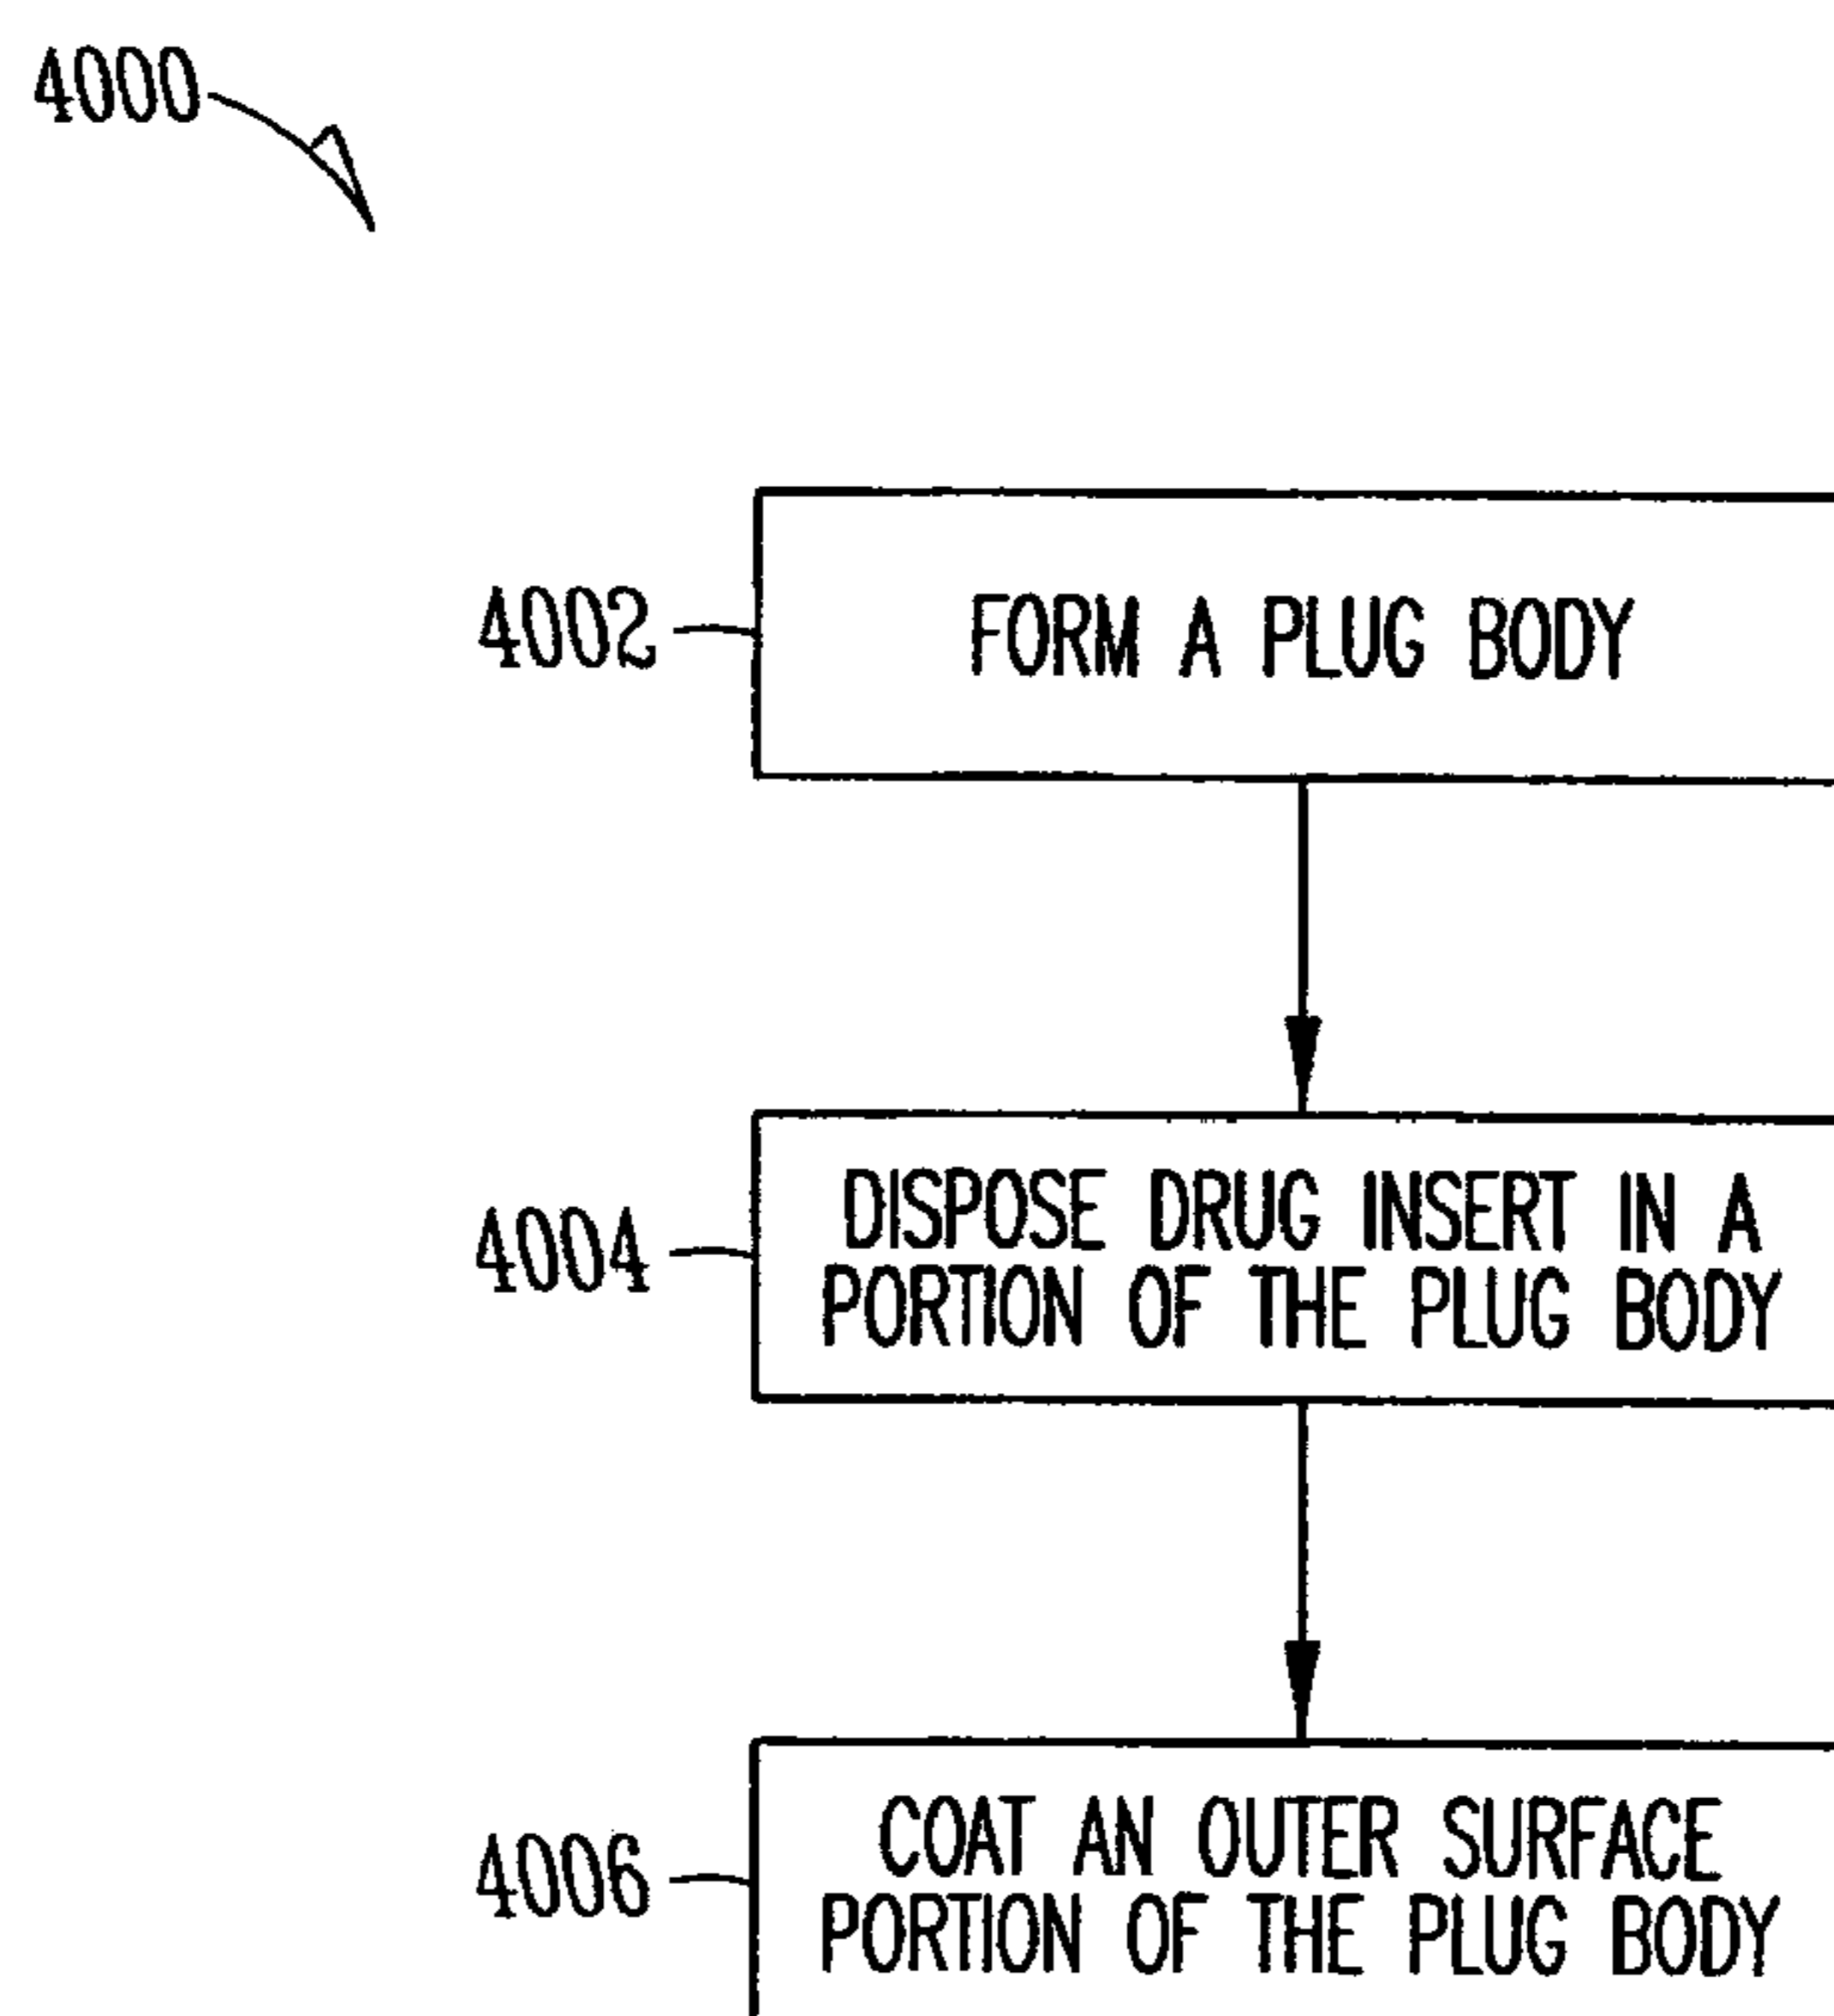 4000
4002
FORM A PLUG BODY
4004
DISPOSE DRUG INSERT IN A
PORTION OF THE PLUG BODY
4006
COAT AN OUTER SURFACE
PORTION OF THE PLUG BODY